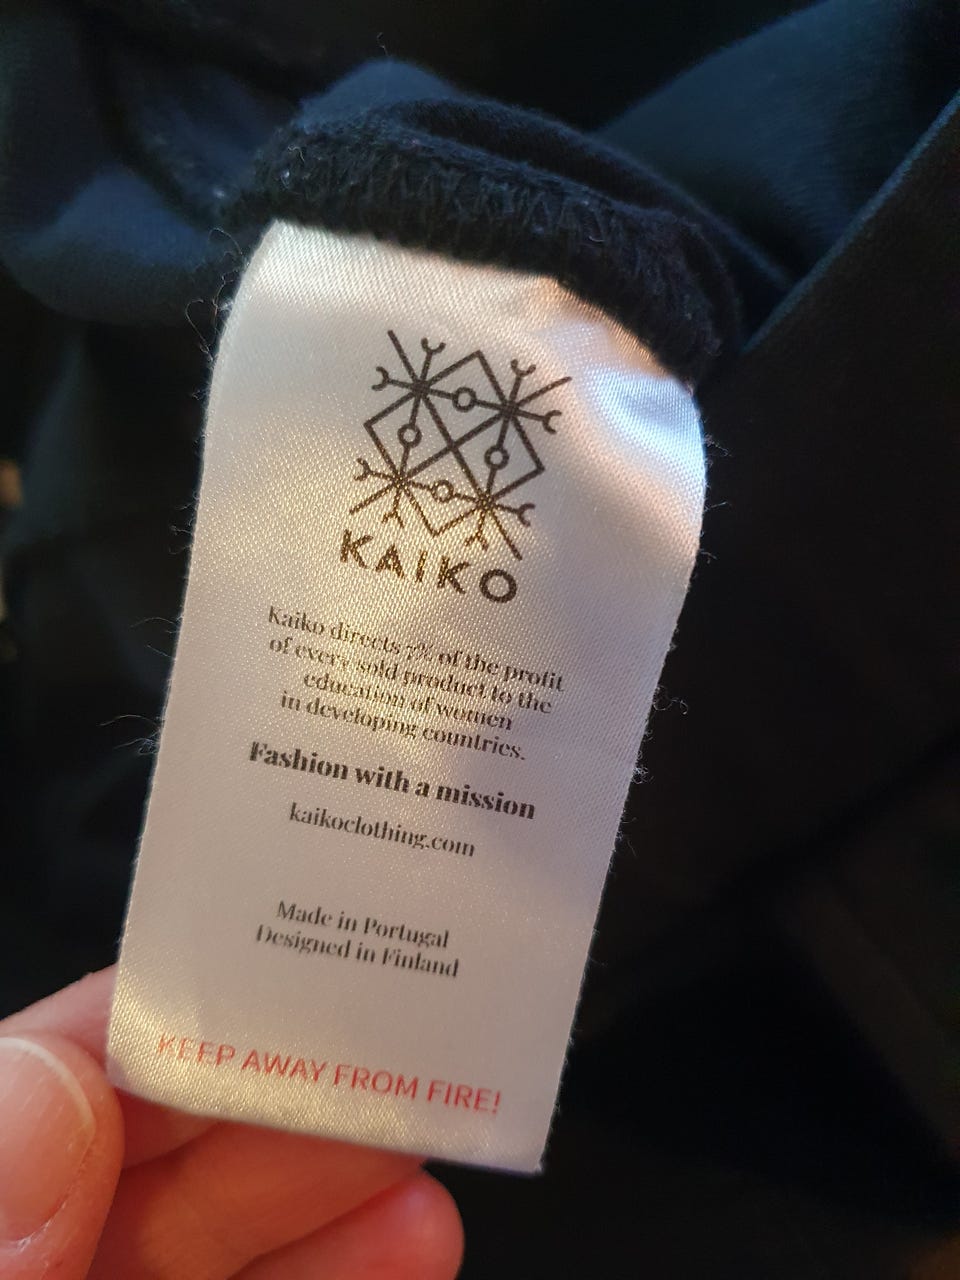 KAIKO
Kaiko directs 7% of the profit
of every sold product to the
education of women
in developing countries.
Fashion with a mission
kaikoclothing.com
Made in Portugal
Designed in Finland
KEEP AWAY FROM FIRE!